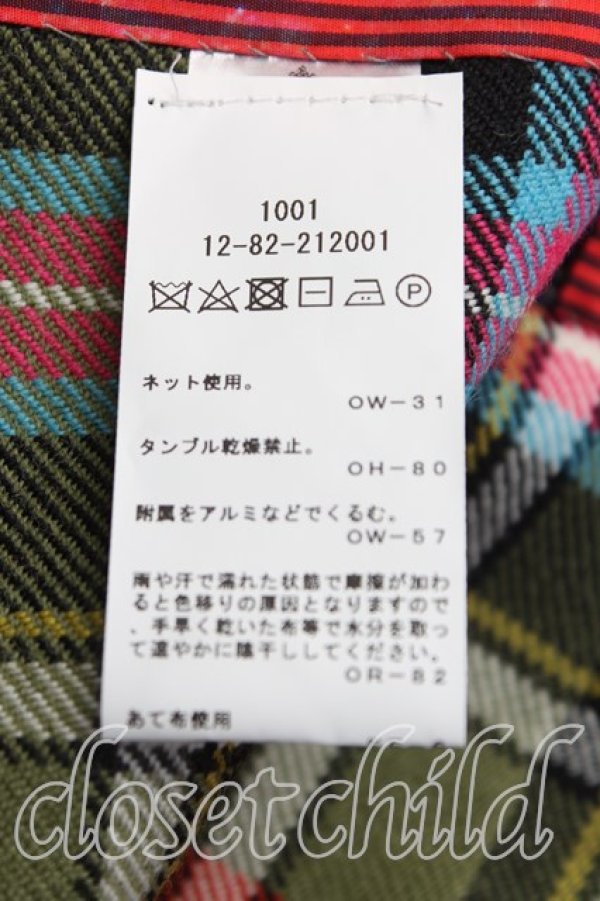 1001
12-82-212001
ネット使用。
OW-31
タンブル乾燥禁止。
OH-80
附属をアルミなどでくるむ。
OW-57
雨や汗で濡れた状態で摩擦が加わ
ると色移りの原因となりますので
、手早く乾いた布等で水分を取っ
て速やかに陰干ししてください。
OR-82
あて布使用
closet child